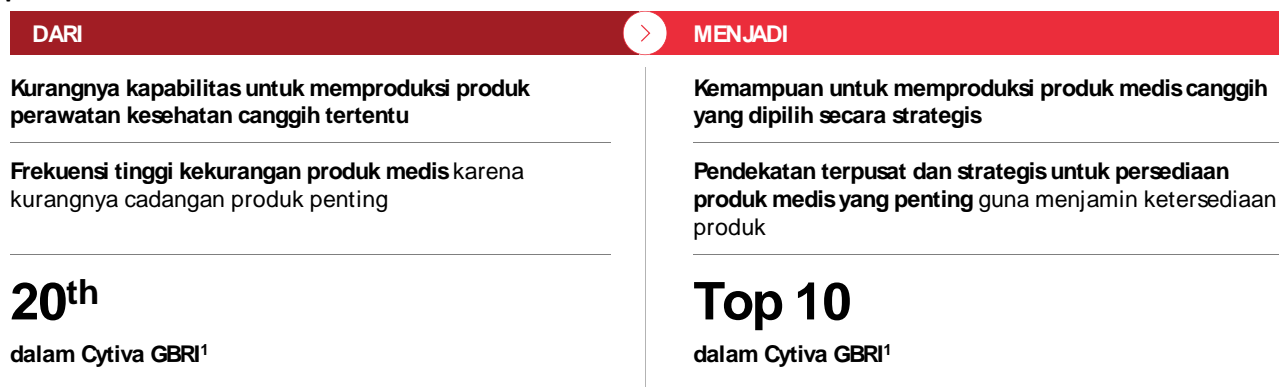 DARI
MENJADI
Kurangnya kapabilitas untuk memproduksi produk
perawatan kesehatan canggih tertentu
Kemampuan untuk memproduksi produk medis canggih
yang dipilih secara strategis
Frekuensi tinggi kekurangan produk medis karena
kurangnya cadangan produk penting
Pendekatan terpusat dan strategis untuk persediaan
produk medis yang penting guna menjamin ketersediaan
produk
20th
dalam Cytiva GBRI1
Top 10
dalam Cytiva GBRI1